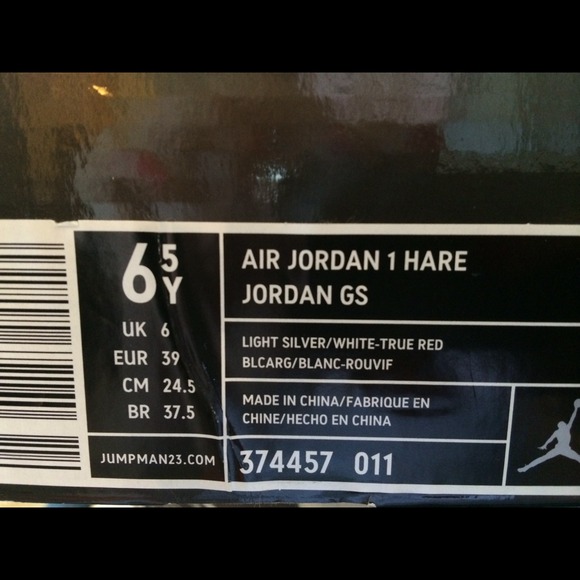 6 5 Y
UK 6
EUR 39
CM 24.5
BR 37.5
JUMPMAN23.COM
AIR JORDAN 1 HARE
JORDAN GS
LIGHT SILVER/WHITE-TRUE RED
BLCARG/BLANC-ROUVIF
MADE IN CHINA/FABRIQUE EN
CHINE/HECHO EN CHINA
374457 011